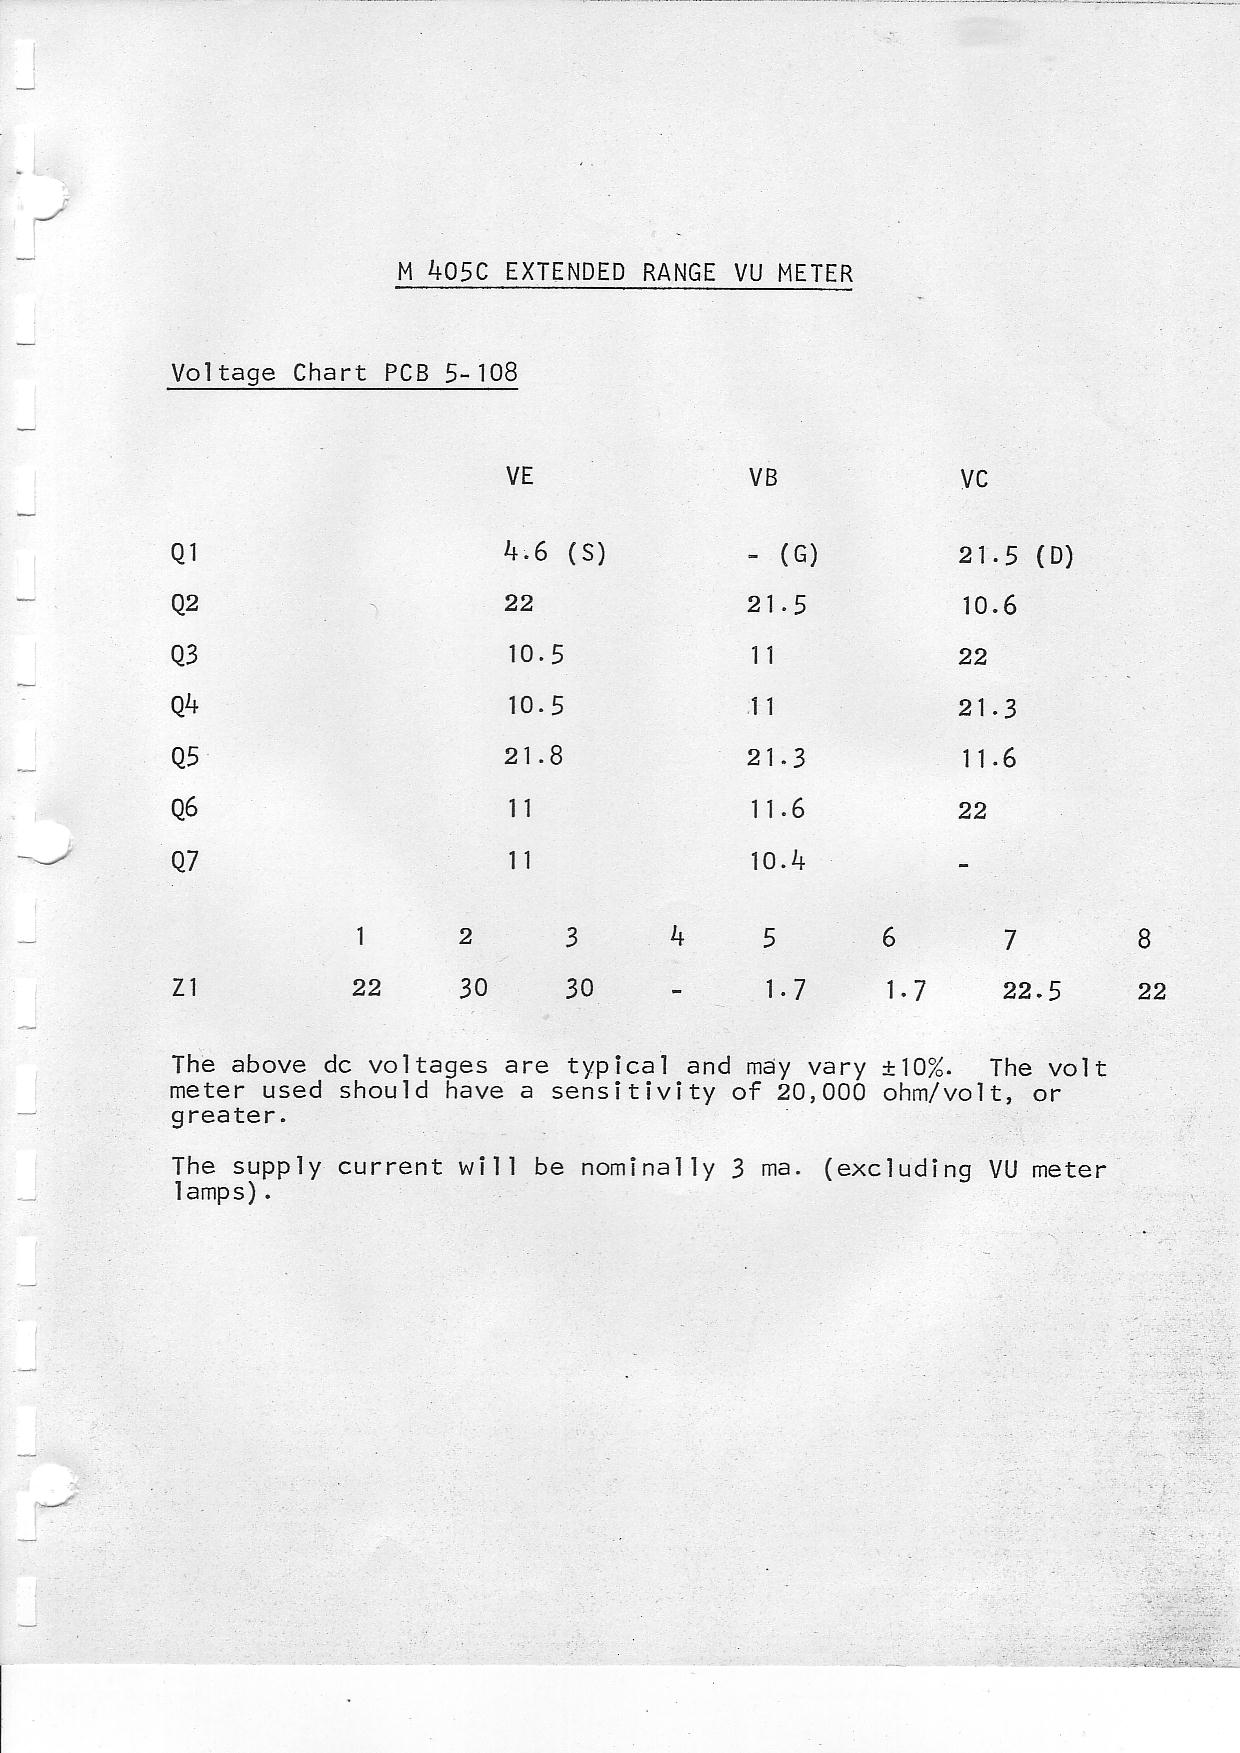 M 405C EXTENDED RANGE VU METER
Voltage Chart PCB 5-108
VE VB VC
Q1 4.6 (S) - (G) 21.5 (D)
Q2 22 21.5 10.6
Q3 10.5 11 22
Q4 10.5 11 21.3
Q5 21.8 21.3 11.6
Q6 11 11.6 22
Q7 11 10.4 -
1 2 3 4 5 6 7 8
Z1 22 30 30 - 1.7 1.7 22.5 22
The above dc voltages are typical and may vary ±10%. The volt
meter used should have a sensitivity of 20,000 ohm/volt, or
greater.
The supply current will be nominally 3 ma. (excluding VU meter
lamps).